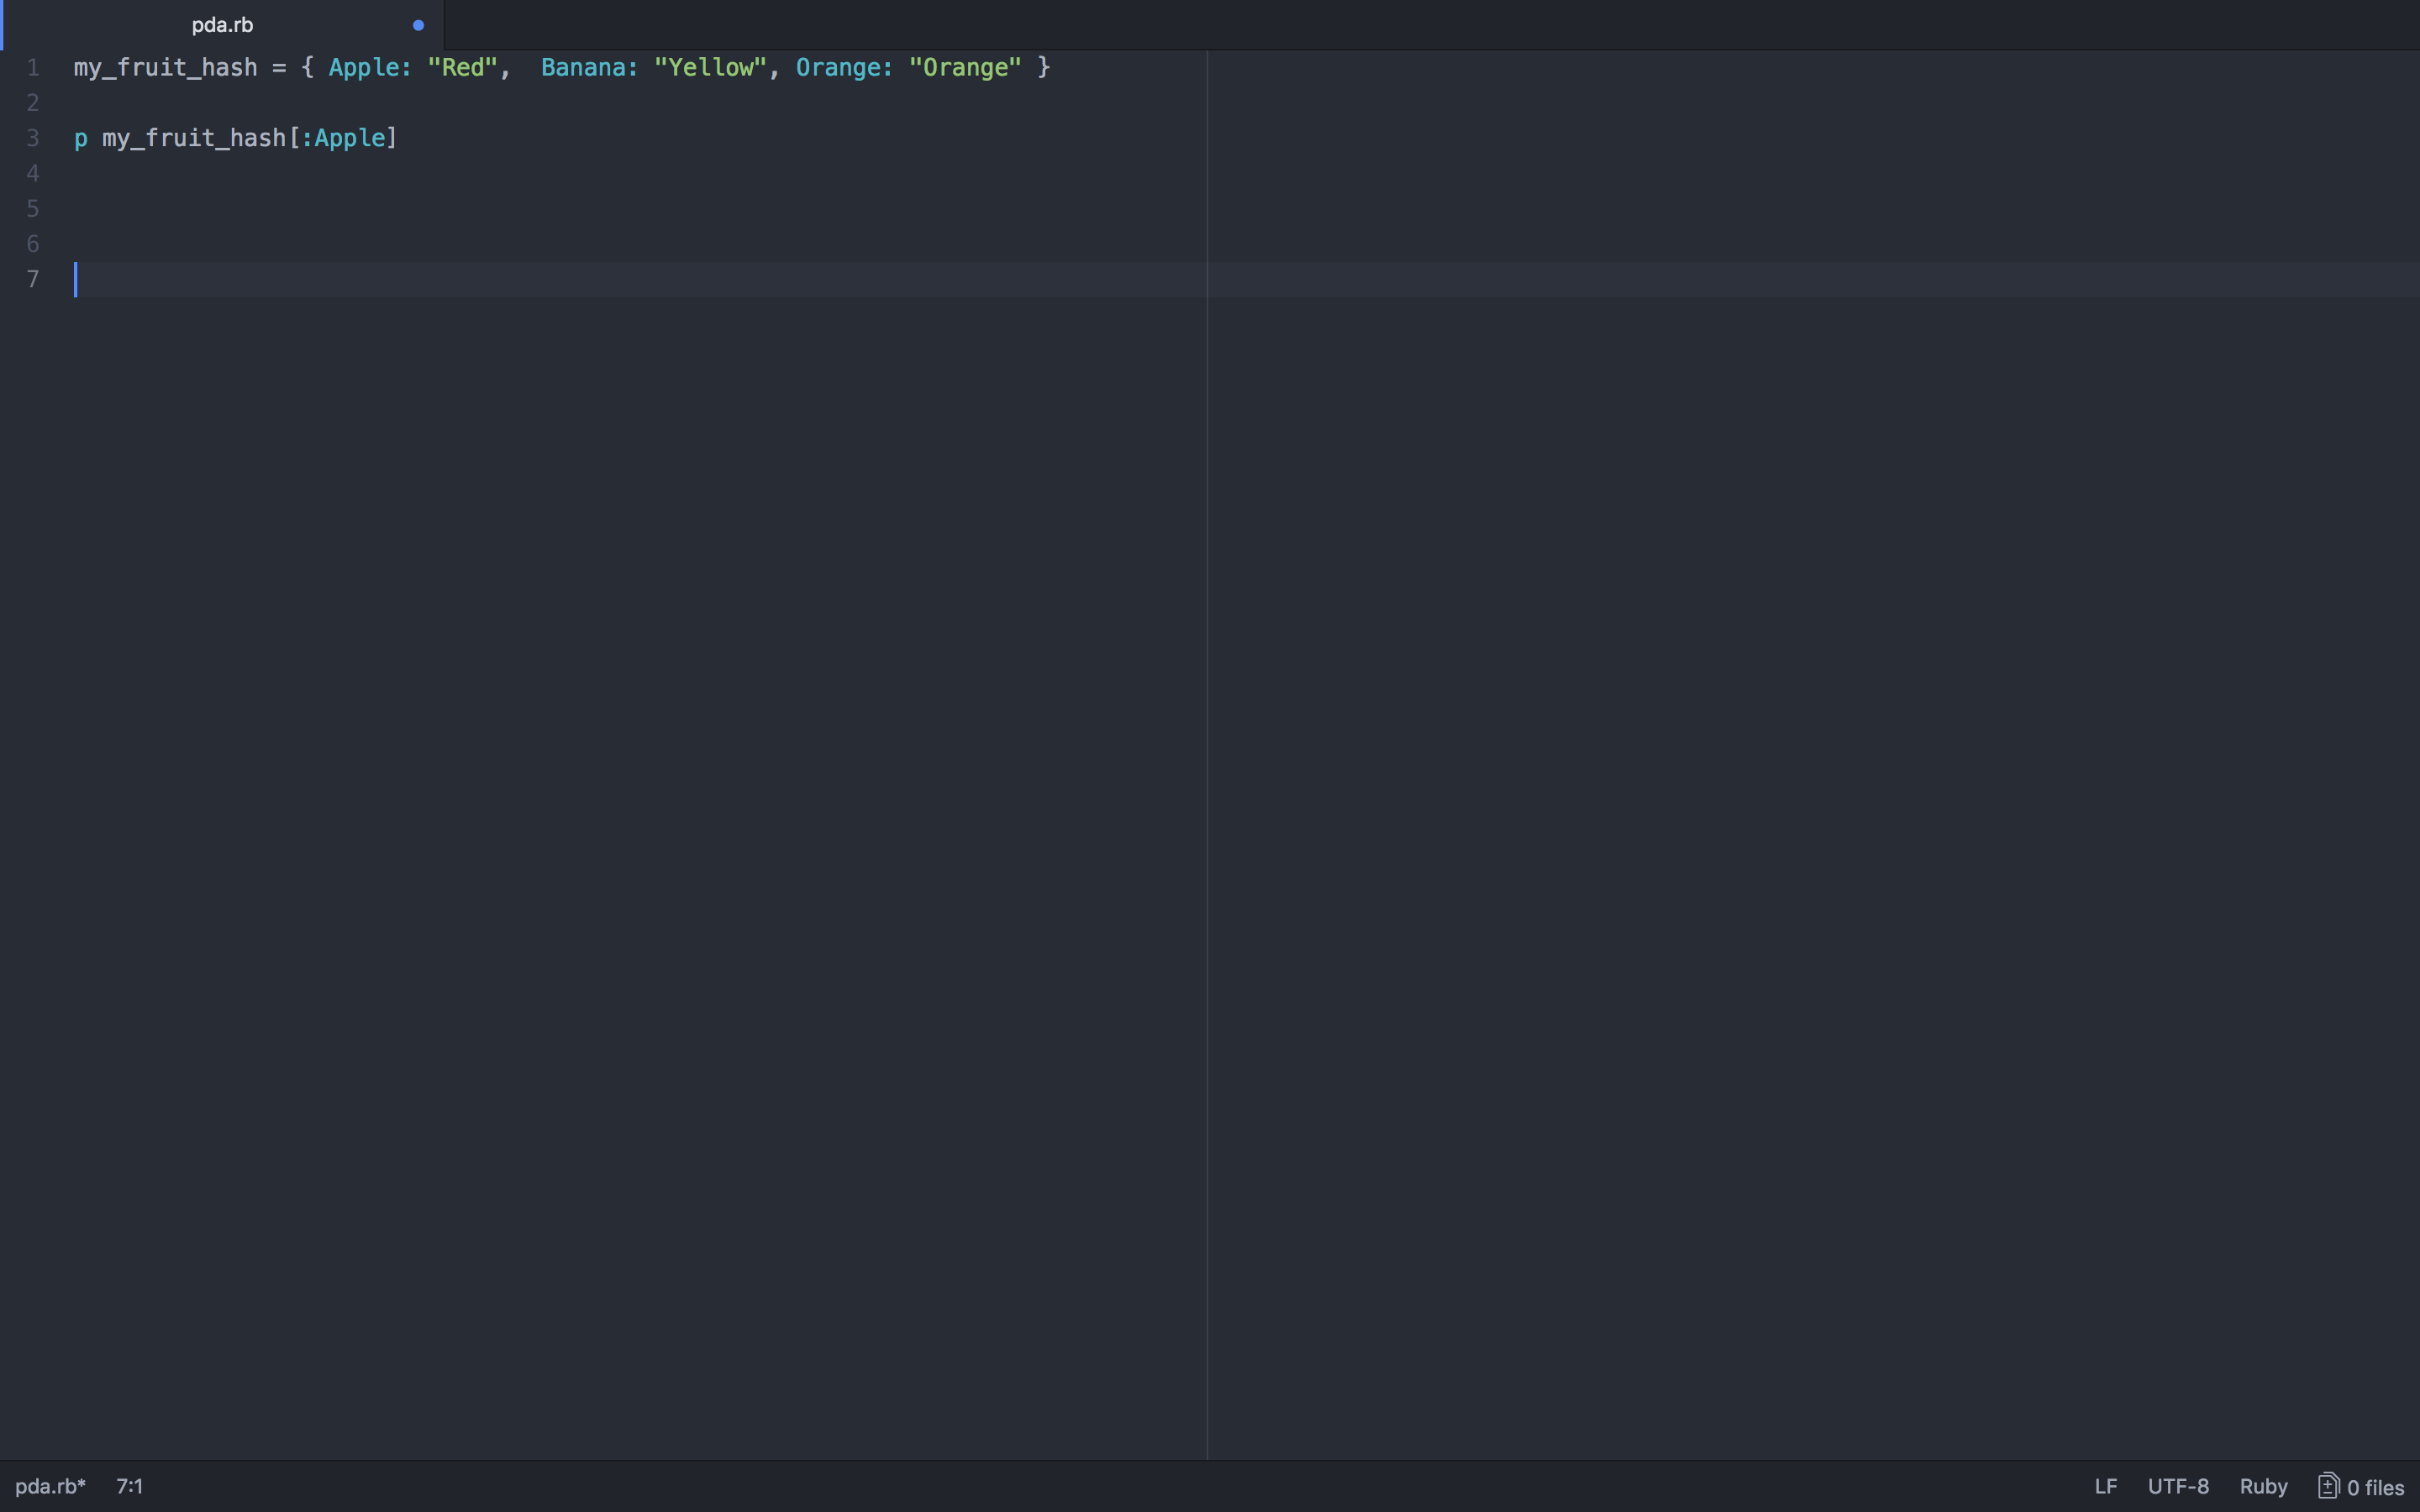 pda.rb
1 my_fruit_hash = { Apple: "Red",  Banana: "Yellow", Orange: "Orange" }
2
3 p my_fruit_hash[:Apple]
4
5
6
7
pda.rb* 7:1 LF UTF-8 Ruby 0 files